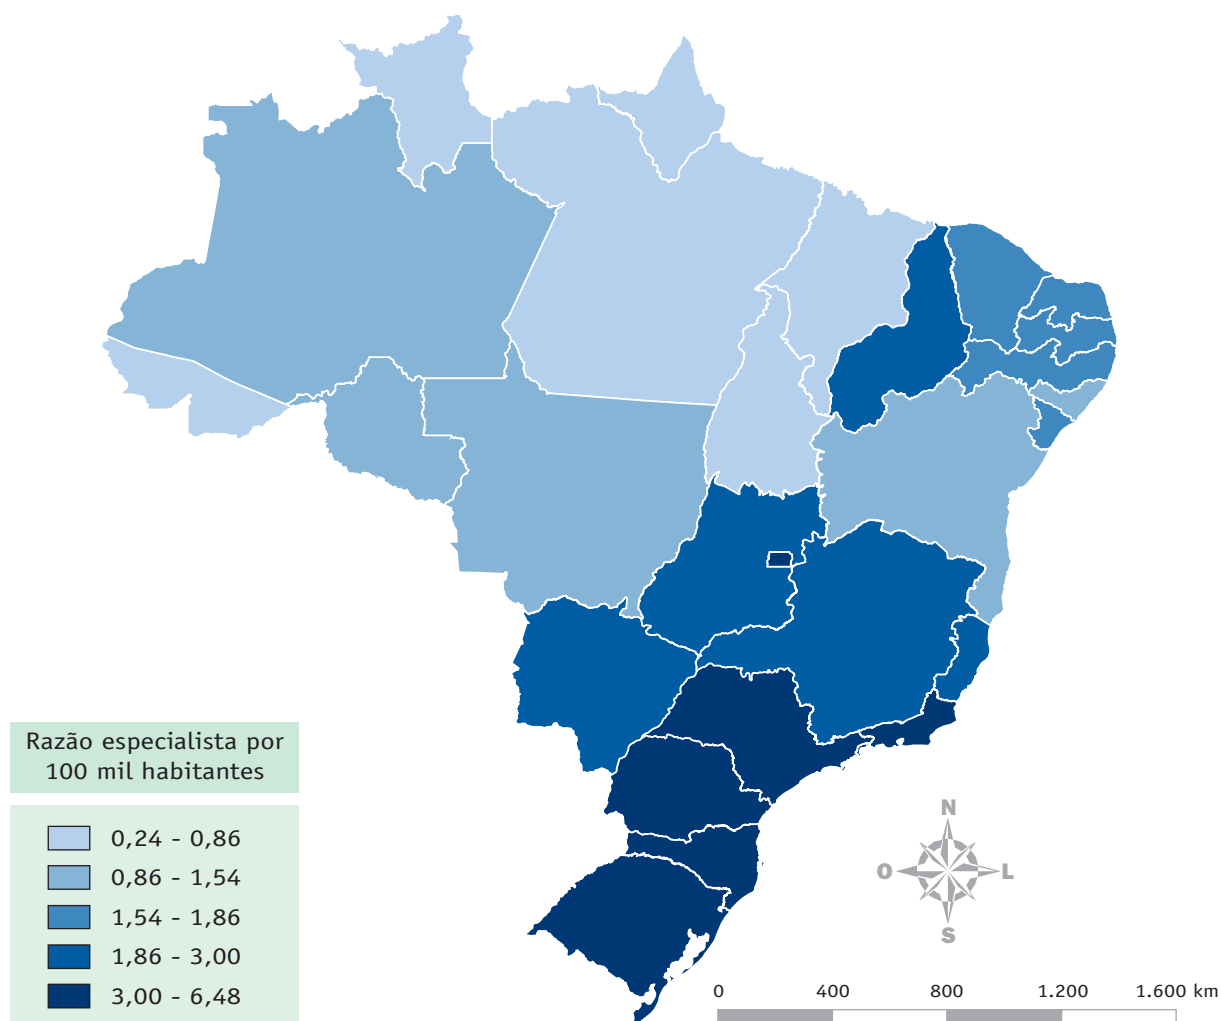 Razão especialista por
100 mil habitantes
0,24 - 0,86
0,86 - 1,54
1,54 - 1,86
1,86 - 3,00
3,00 - 6,48
N
O L
S
0 400 800 1.200 1.600 km